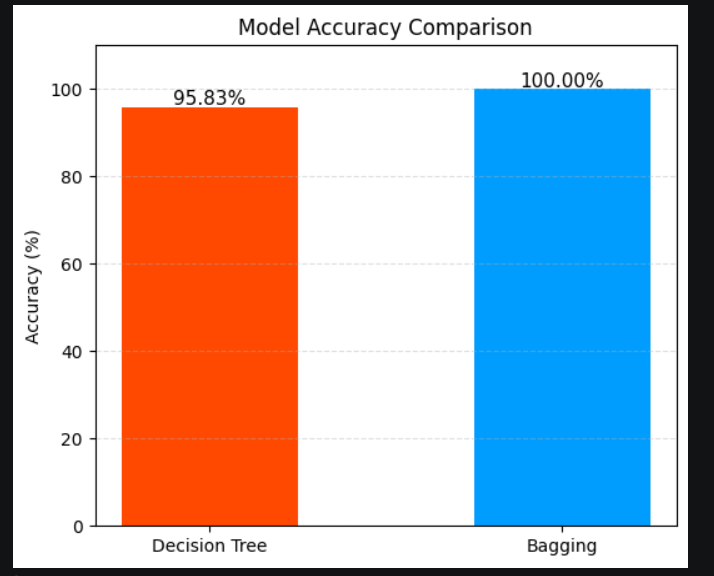 Model Accuracy Comparison
95.83%
100.00%
100
80
60
40
20
0
Accuracy (%)
Decision Tree
Bagging